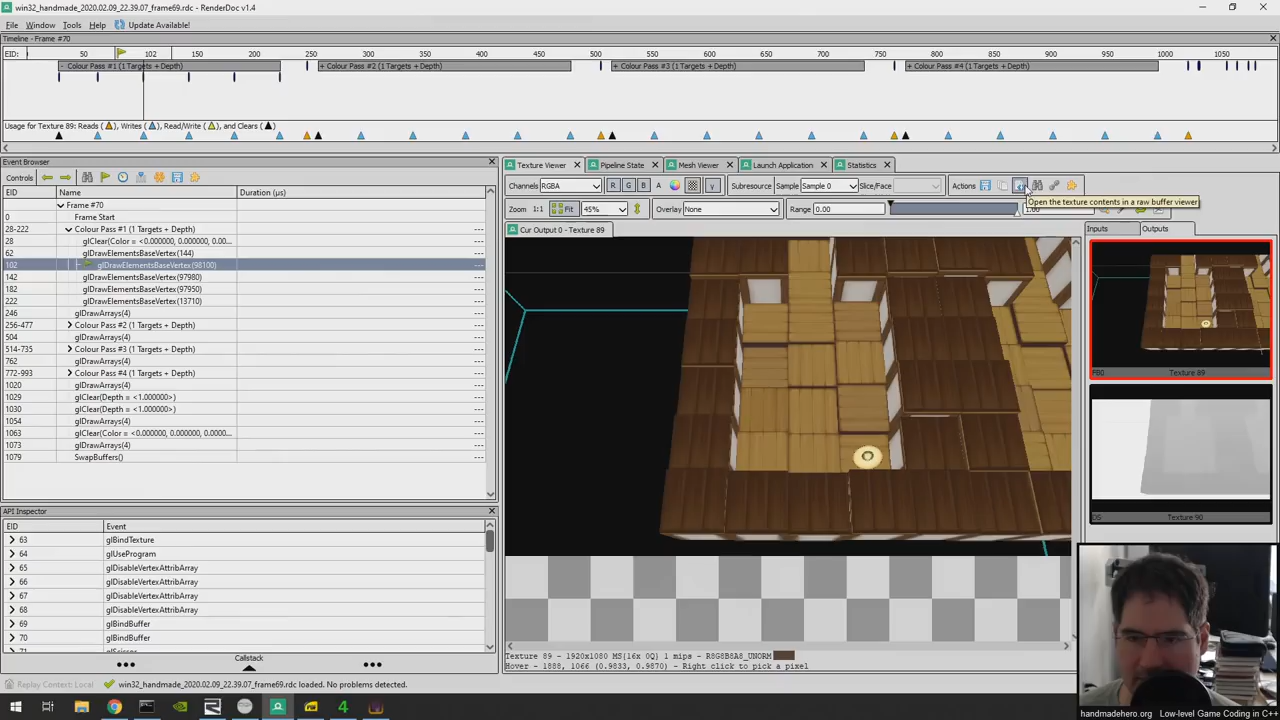 win32_handmade_2020.02.09_22.39.07_frame69.rdc - RenderDoc v1.4
File Window Tools Help Update Available!
Timeline - Frame #70
EID: 50 102 150 200 250 300 350 400 450 500 550 600 650 700 750 800 850 900 950 1000 1050
- Colour Pass #1 (1 Targets + Depth) + Colour Pass #2 (1 Targets + Depth) + Colour Pass #3 (1 Targets + Depth) + Colour Pass #4 (1 Targets + Depth)
Usage for Texture 89: Reads ( ), Writes ( ), Read/Write ( ), and Clears ( )
Event Browser
Controls
EID Name Duration (µs)
Frame #70
0 Frame Start
28-222 Colour Pass #1 (1 Targets + Depth)
28 glClear(Color = <0.000000, 0.000000, 0.00... ---
62 glDrawElementsBaseVertex(144) ---
102 glDrawElementsBaseVertex(98100) ---
142 glDrawElementsBaseVertex(97980) ---
182 glDrawElementsBaseVertex(97950) ---
222 glDrawElementsBaseVertex(13710) ---
246 glDrawArrays(4) ---
256-477 Colour Pass #2 (1 Targets + Depth) ---
504 glDrawArrays(4) ---
514-735 Colour Pass #3 (1 Targets + Depth) ---
762 glDrawArrays(4) ---
772-993 Colour Pass #4 (1 Targets + Depth) ---
1020 glDrawArrays(4) ---
1029 glClear(Depth = <1.000000>) ---
1030 glClear(Depth = <1.000000>) ---
1054 glDrawArrays(4) ---
1063 glClear(Color = <0.000000, 0.000000, 0.0000... ---
1073 glDrawArrays(4) ---
1079 SwapBuffers() ---
API Inspector
EID Event
63 glBindTexture
64 glUseProgram
65 glDisableVertexAttribArray
66 glDisableVertexAttribArray
67 glDisableVertexAttribArray
68 glDisableVertexAttribArray
69 glBindBuffer
70 glBindBuffer
71 glScissor
Callstack
Texture Viewer Pipeline State Mesh Viewer Launch Application Statistics
Channels RGBA R G B A γ Subresource Sample Sample 0 Slice/Face Actions
Open the texture contents in a raw buffer viewer
Zoom 1:1 Fit 45% Overlay None Range 0.00 1.00
Cur Output 0 - Texture 89
Inputs Outputs
FB0 Texture 89
DS Texture 90
Texture 89 - 1920x1080 MS{16x 0Q} 1 mips - R8G8B8A8_UNORM
Hover - 1888, 1066 (0.9833, 0.9870) - Right click to pick a pixel
Replay Context: Local win32_handmade_2020.02.09_22.39.07_frame69.rdc loaded. No problems detected.
handmadehero.org Low-level Game Coding in C++